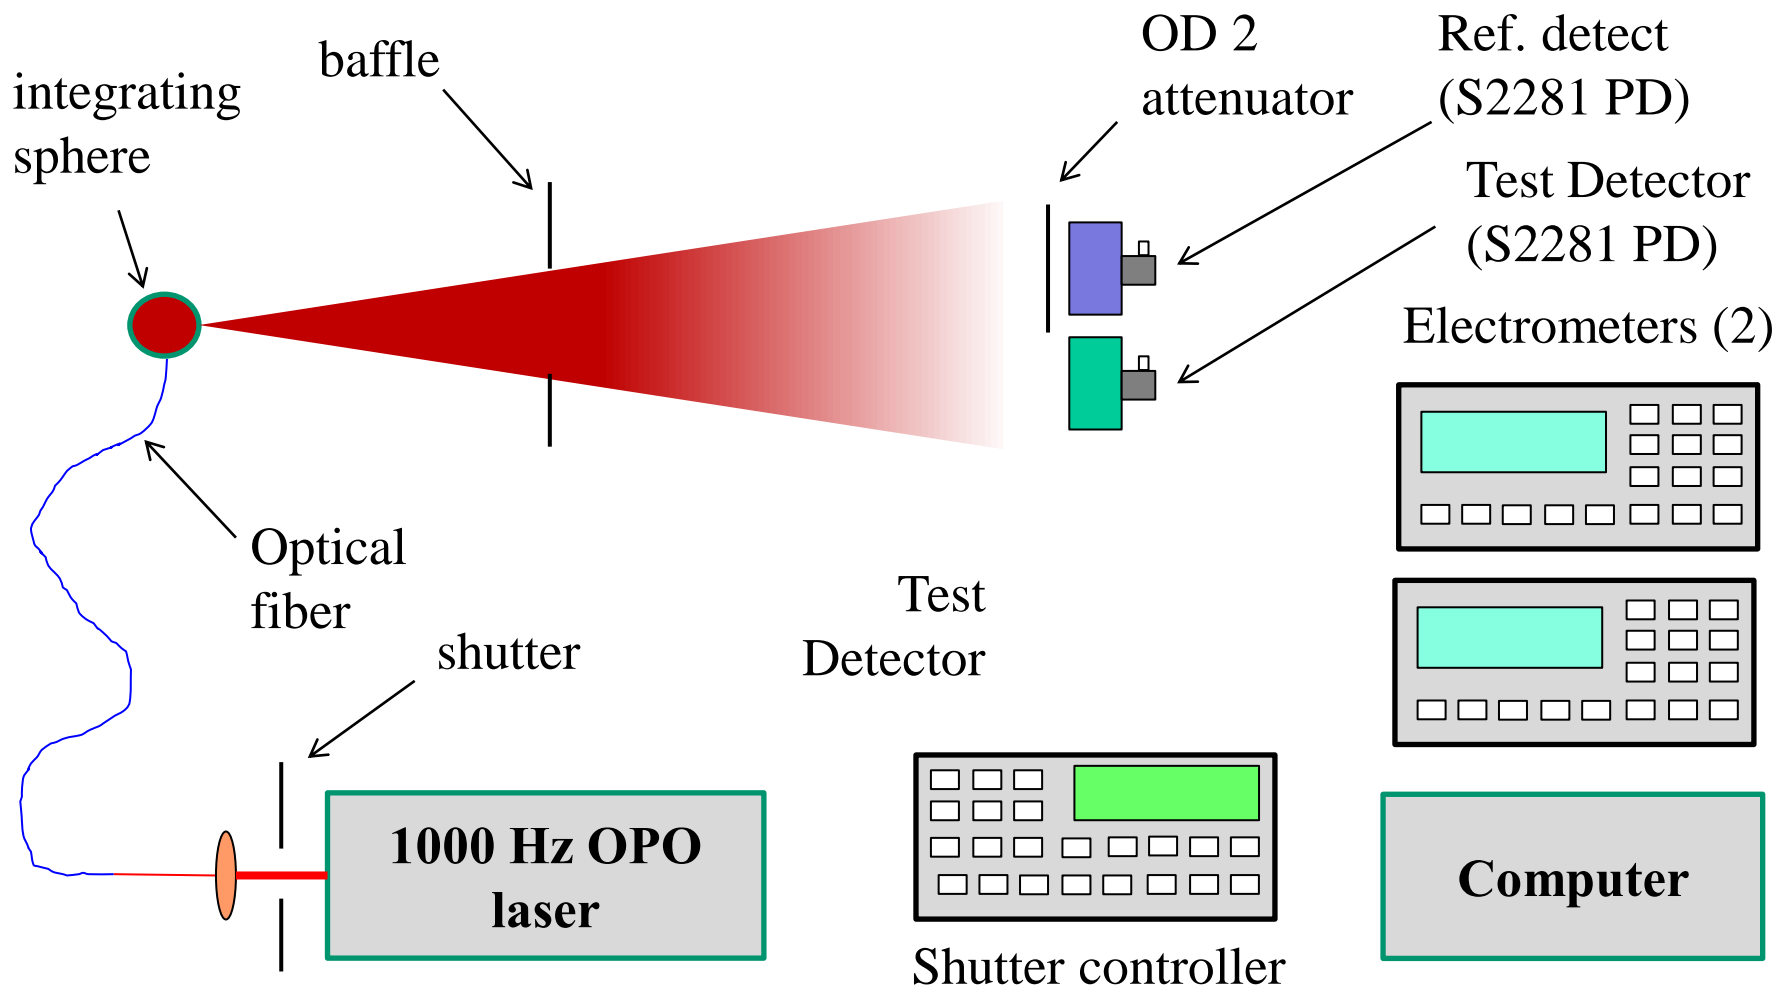 integrating
sphere
baffle
OD 2
attenuator
Ref. detect
(S2281 PD)
Test Detector
(S2281 PD)
Electrometers (2)
Optical
fiber
shutter
Test
Detector
1000 Hz OPO
laser
Shutter controller
Computer